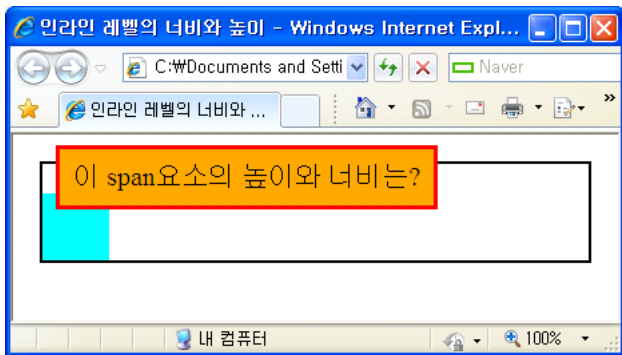 인라인 레벨의 너비와 높이 - Windows Internet Expl...
C:₩Documents and Setti
Naver
인라인 레벨의 너비와 ...
»
이 span요소의 높이와 너비는?
내 컴퓨터
100%